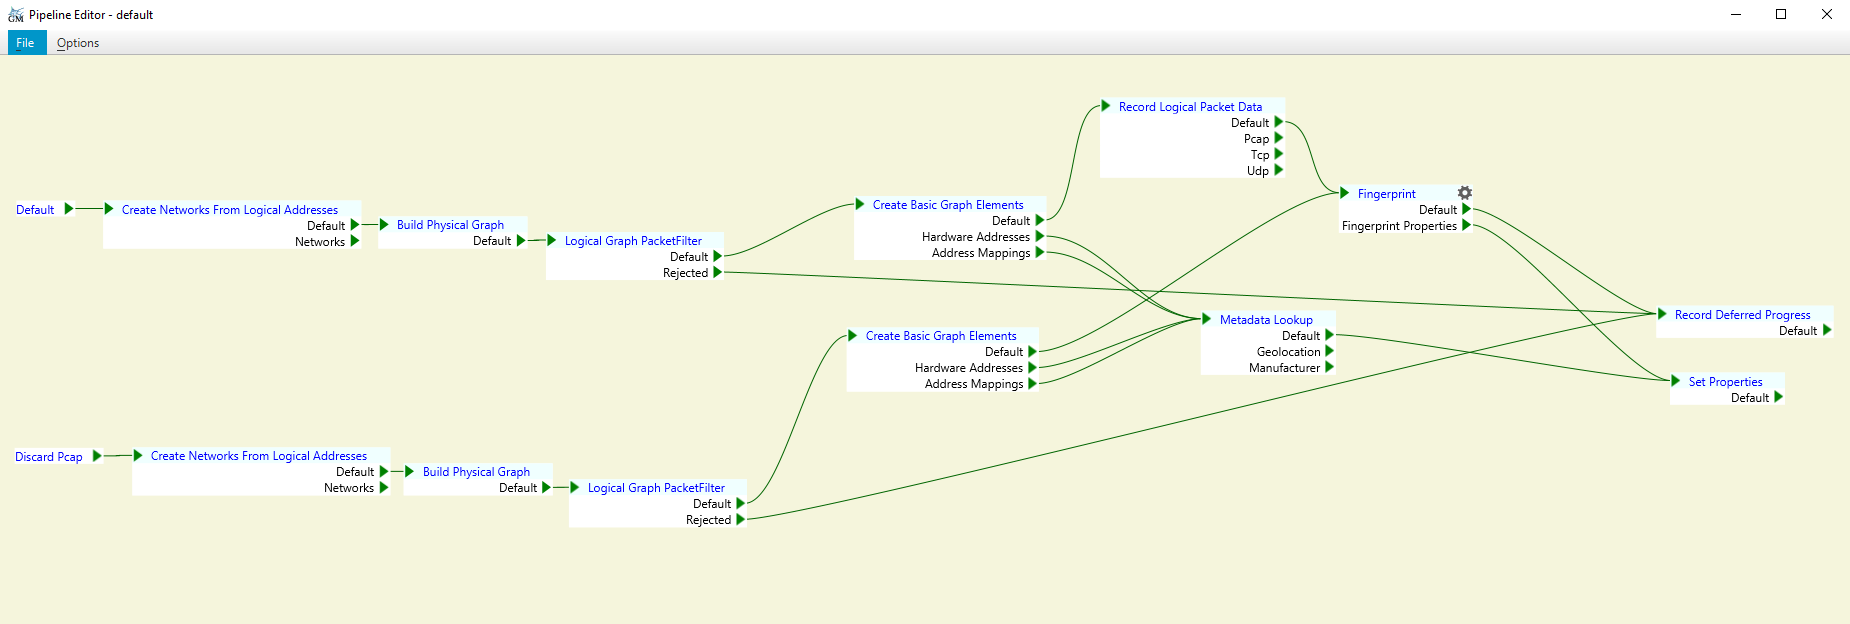 GM
Pipeline Editor - default
File
Options
Record Logical Packet Data
Default
Pcap
Tcp
Udp
Fingerprint
Default
Fingerprint Properties
Default
Create Networks From Logical Addresses
Default
Networks
Build Physical Graph
Default
Logical Graph PacketFilter
Default
Rejected
Create Basic Graph Elements
Default
Hardware Addresses
Address Mappings
Create Basic Graph Elements
Default
Hardware Addresses
Address Mappings
Metadata Lookup
Default
Geolocation
Manufacturer
Record Deferred Progress
Default
Set Properties
Default
Discard Pcap
Create Networks From Logical Addresses
Default
Networks
Build Physical Graph
Default
Logical Graph PacketFilter
Default
Rejected